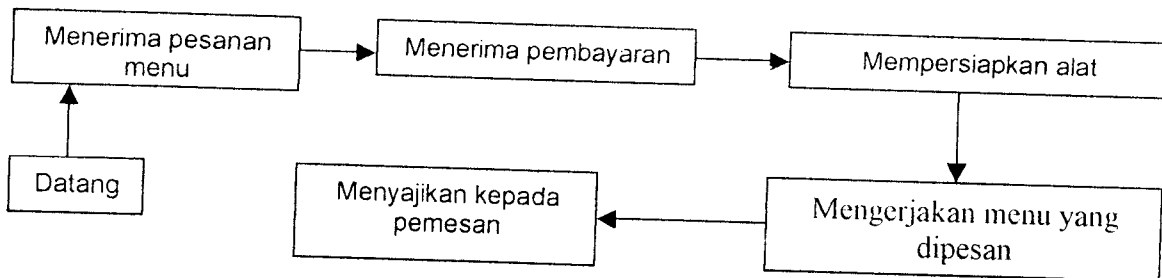 Menerima pesanan
menu
Menerima pembayaran
Mempersiapkan alat
Datang
Menyajikan kepada
pemesan
Mengerjakan menu yang
dipesan